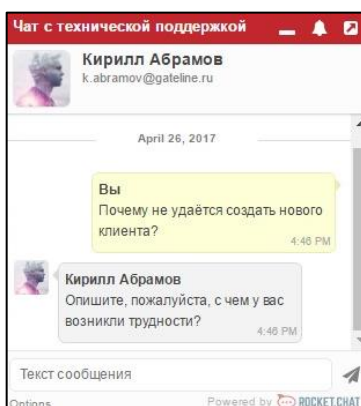 Чат с технической поддержкой
Кирилл Абрамов
k.abramov@gateline.ru
April 26, 2017
Вы
Почему не удаётся создать нового
клиента?
4:46 PM
Кирилл Абрамов
Опишите, пожалуйста, с чем у вас
возникли трудности?
4:46 PM
Текст сообщения
Options
Powered by ROCKET.CHAT